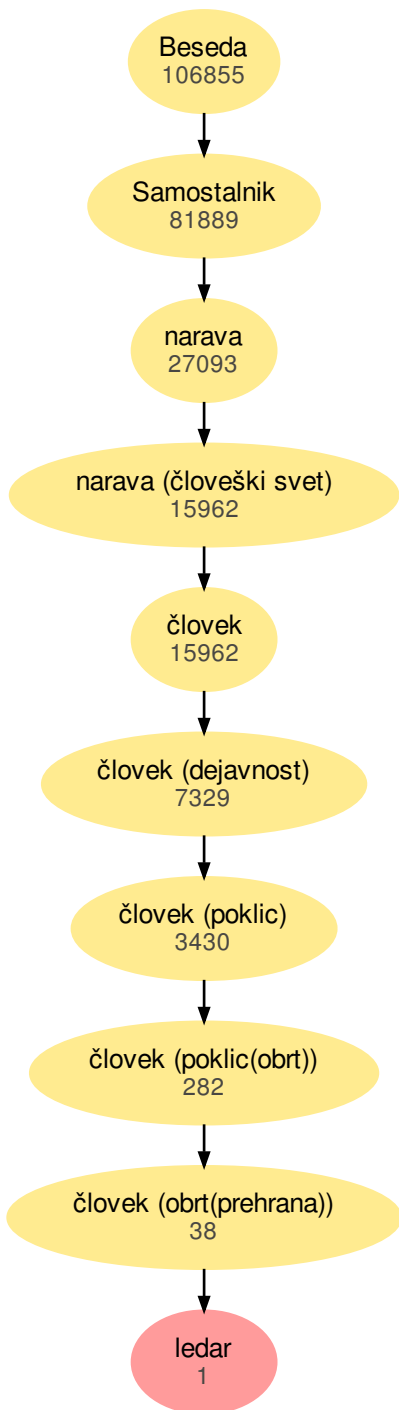 Beseda
106855
Samostalnik
81889
narava
27093
narava (človeški svet)
15962
človek
15962
človek (dejavnost)
7329
človek (poklic)
3430
človek (poklic(obrt))
282
človek (obrt(prehrana))
38
ledar
1